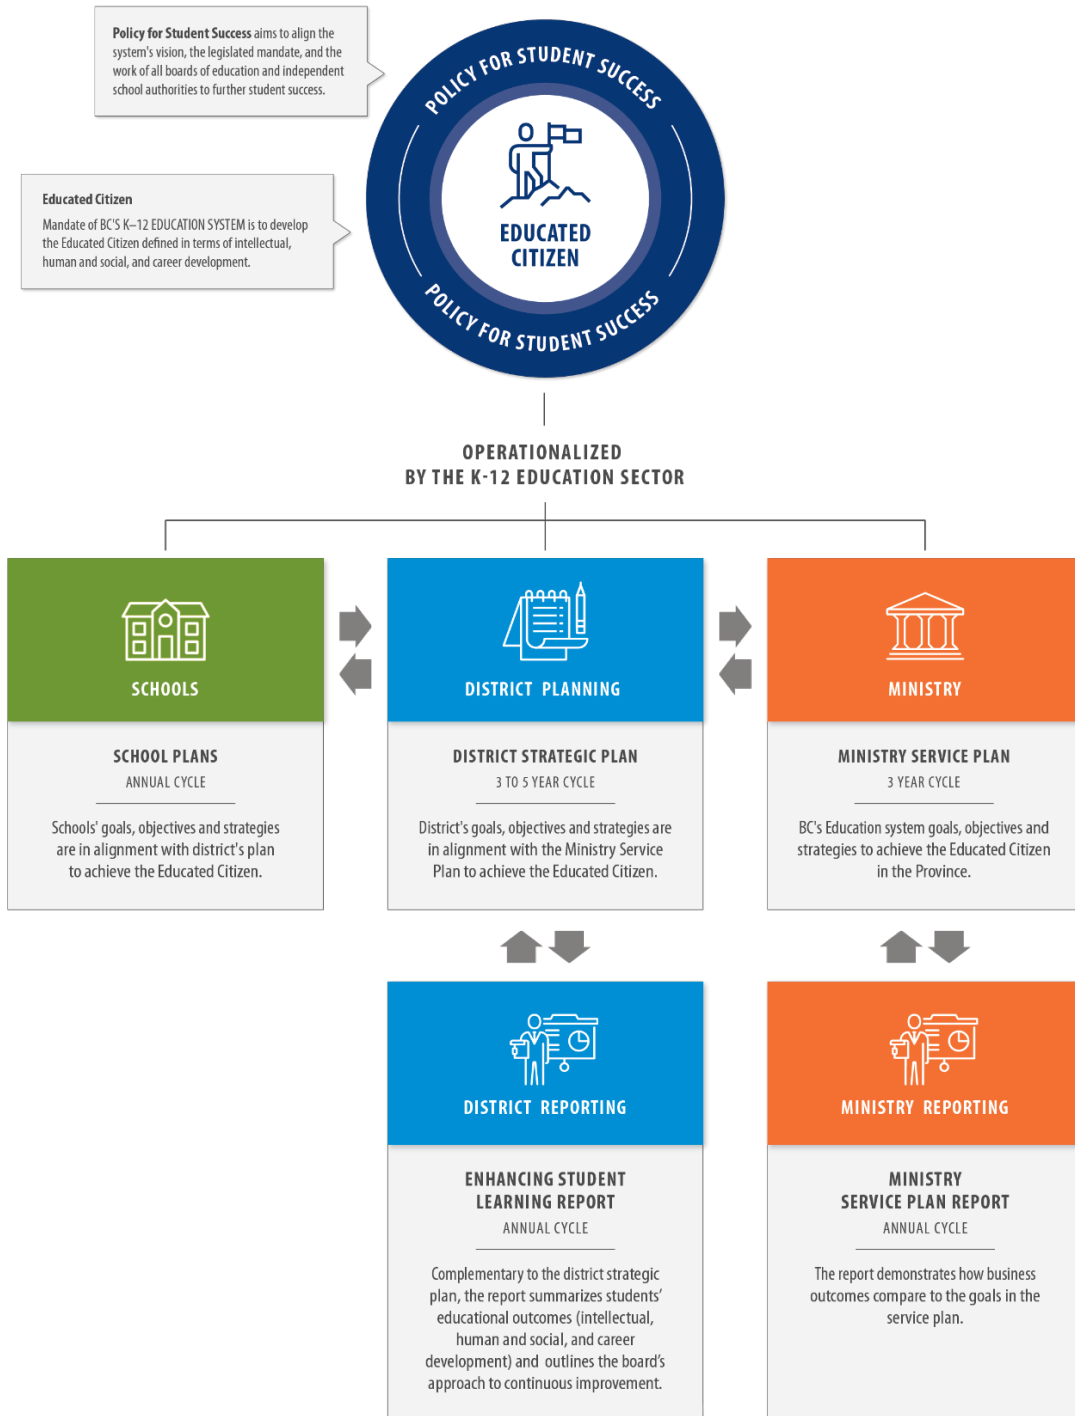 Policy for Student Success aims to align the
system's vision, the legislated mandate, and the
work of all boards of education and independent
school authorities to further student success.
POLICY FOR STUDENT SUCCESS
Educated Citizen
Mandate of BC'S K–12 EDUCATION SYSTEM is to develop
the Educated Citizen defined in terms of intellectual,
human and social, and career development.
EDUCATED
CITIZEN
POLICY FOR STUDENT SUCCESS
OPERATIONALIZED
BY THE K-12 EDUCATION SECTOR
SCHOOLS
SCHOOL PLANS
ANNUAL CYCLE
Schools' goals, objectives and strategies
are in alignment with district's plan
to achieve the Educated Citizen.
DISTRICT PLANNING
DISTRICT STRATEGIC PLAN
3 TO 5 YEAR CYCLE
District's goals, objectives and strategies are
in alignment with the Ministry Service
Plan to achieve the Educated Citizen.
MINISTRY
MINISTRY SERVICE PLAN
3 YEAR CYCLE
BC's Education system goals, objectives and
strategies to achieve the Educated Citizen
in the Province.
DISTRICT REPORTING
ENHANCING STUDENT
LEARNING REPORT
ANNUAL CYCLE
Complementary to the district strategic
plan, the report summarizes students'
educational outcomes (intellectual,
human and social, and career
development) and outlines the board's
approach to continuous improvement.
MINISTRY REPORTING
MINISTRY
SERVICE PLAN REPORT
ANNUAL CYCLE
The report demonstrates how business
outcomes compare to the goals in the
service plan.